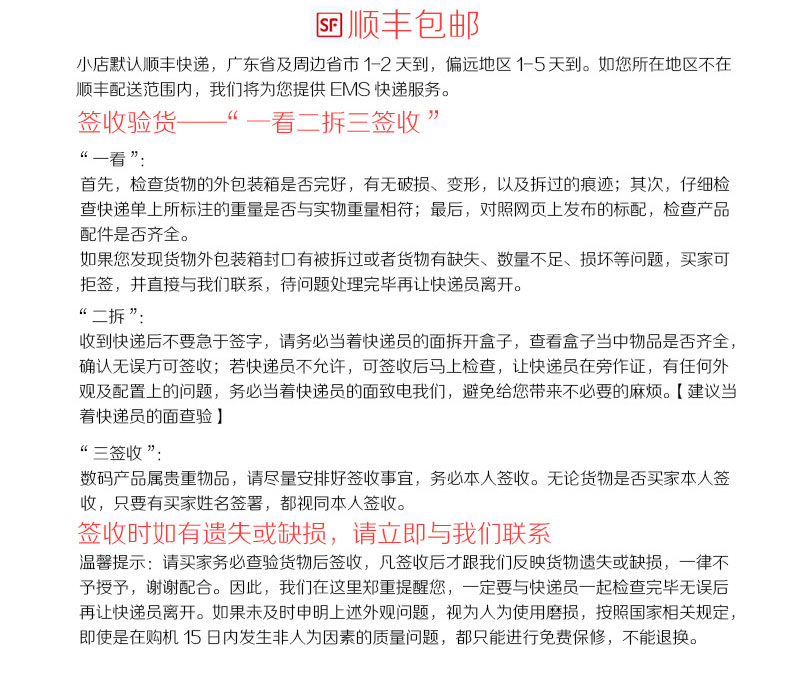 SF 顺丰包邮
小店默认顺丰快递，广东省及周边省市 1-2 天到，偏远地区 1-5 天到。如您所在地区不在
顺丰配送范围内，我们将为您提供 EMS 快递服务。
签收验货——“ 一看二拆三签收 ”
“ 一看 ”：
首先，检查货物的外包装箱是否完好，有无破损、变形，以及拆过的痕迹；其次，仔细检
查快递单上所标注的重量是否与实物重量相符；最后，对照网页上发布的标配，检查产品
配件是否齐全。
如果您发现货物外包装箱封口有被拆过或者货物有缺失、数量不足、损坏等问题，买家可
拒签，并直接与我们联系，待问题处理完毕再让快递员离开。
“ 二拆 ”：
收到快递后不要急于签字，请务必当着快递员的面拆开盒子，查看盒子当中物品是否齐全，
确认无误方可签收；若快递员不允许，可签收后马上检查，让快递员在旁作证，有任何外
观及配置上的问题，务必当着快递员的面致电我们，避免给您带来不必要的麻烦。【 建议当
着快递员的面查验 】
“ 三签收 ”：
数码产品属贵重物品，请尽量安排好签收事宜，务必本人签收。无论货物是否买家本人签
收，只要有买家姓名签署，都视同本人签收。
签收时如有遗失或缺损，请立即与我们联系
温馨提示：请买家务必查验货物后签收，凡签收后才跟我们反映货物遗失或缺损，一律不
予授予，谢谢配合。因此，我们在这里郑重提醒您，一定要与快递员一起检查完毕无误后
再让快递员离开。如果未及时申明上述外观问题，视为人为使用磨损，按照国家相关规定，
即使是在购机 15 日内发生非人为因素的质量问题，都只能进行免费保修，不能退换。